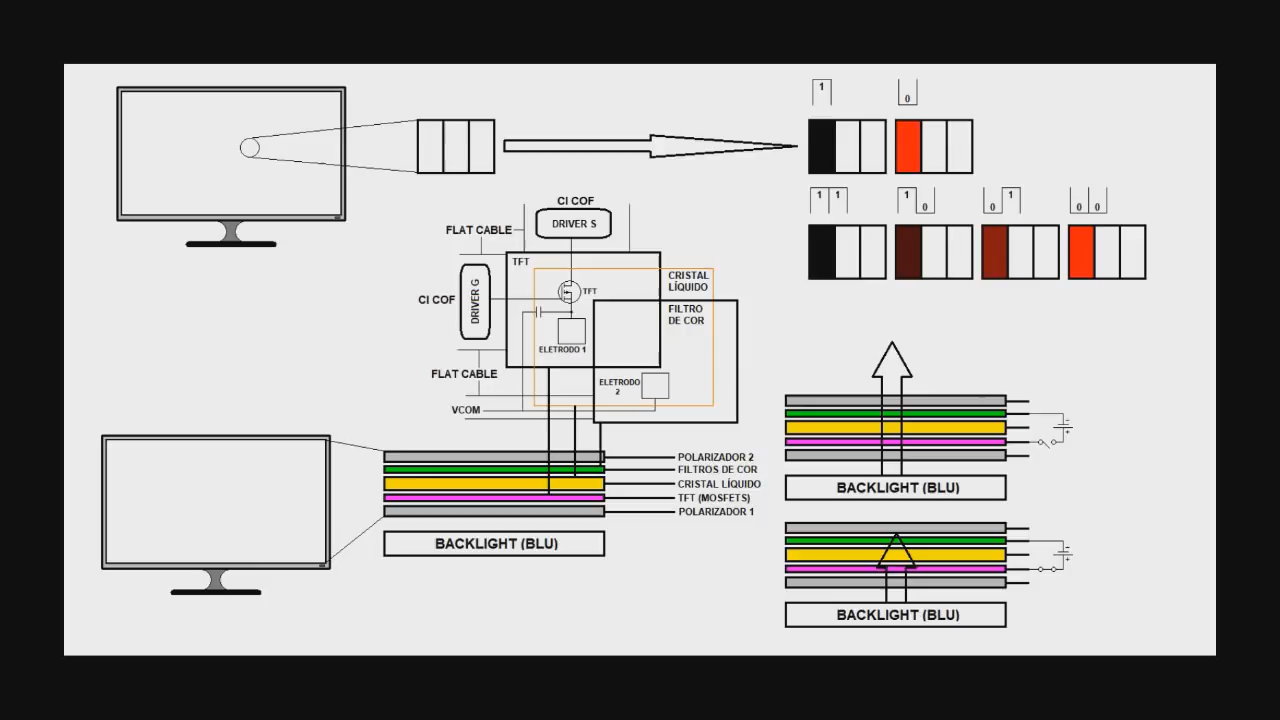 1
0
1 1
1
0
0
1
0 0
CI COF
DRIVER S
FLAT CABLE
TFT
CRISTAL
LÍQUIDO
TFT
CI COF
DRIVER G
FILTRO
DE COR
ELETRODO 1
FLAT CABLE
ELETRODO
2
VCOM
POLARIZADOR 2
FILTROS DE COR
CRISTAL LÍQUIDO
TFT (MOSFETS)
POLARIZADOR 1
BACKLIGHT (BLU)
-
+
BACKLIGHT (BLU)
-
+
BACKLIGHT (BLU)